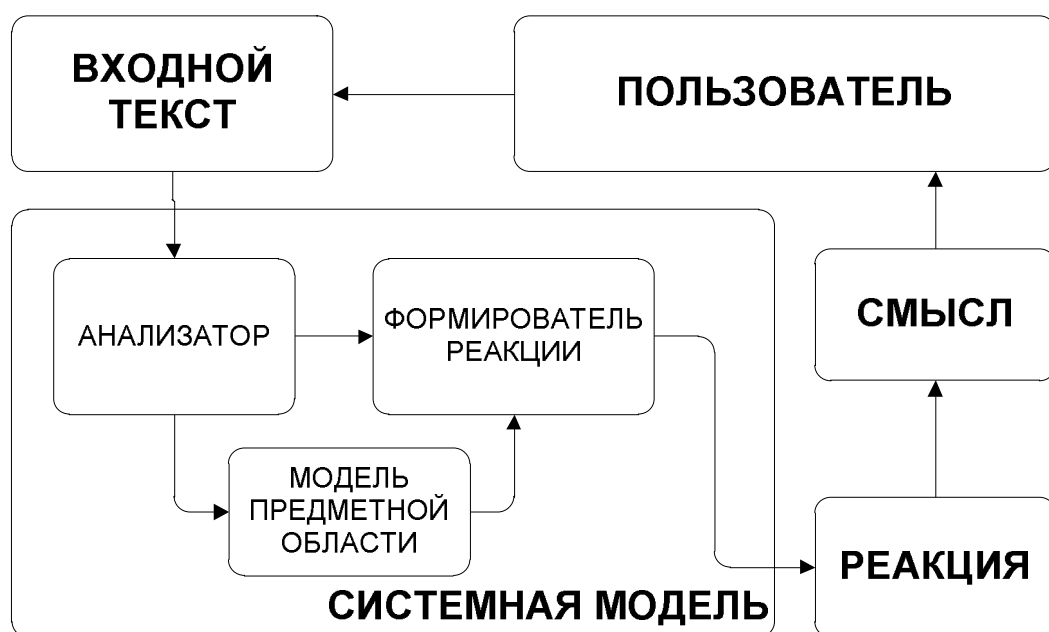 ВХОДНОЙ
ТЕКСТ
ПОЛЬЗОВАТЕЛЬ
АНАЛИЗАТОР
ФОРМИРОВАТЕЛЬ
РЕАКЦИИ
СМЫСЛ
МОДЕЛЬ
ПРЕДМЕТНОЙ
ОБЛАСТИ
РЕАКЦИЯ
СИСТЕМНАЯ МОДЕЛЬ